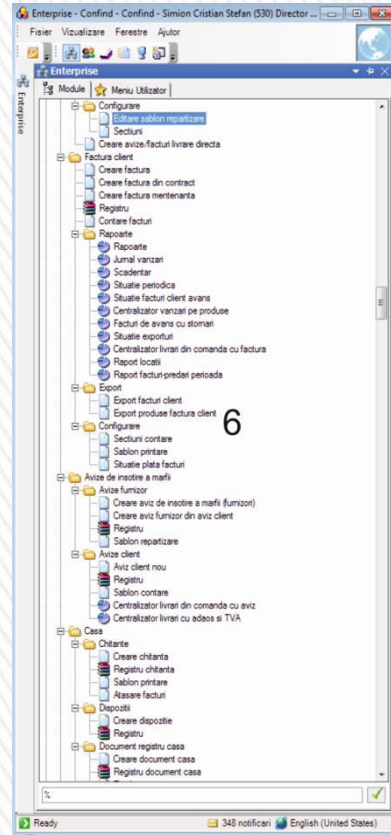 Enterprise - Confind - Confind - Simion Cristian Stefan (530) Director ...
Fisier Vizualizare Ferestre Ajutor
Enterprise
Enterprise
Module
Meniu Utilizator
Configurare
Editare sablon repartizare
Sectiuni
Creare avize/facturi livrare directa
Factura client
Creare factura
Creare factura din contract
Creare factura mentenanta
Registru
Contare facturi
Rapoarte
Rapoarte
Jurnal vanzari
Scadentar
Situatie periodica
Situatie facturi client avans
Centralizator vanzari pe produse
Facturi de avans cu stornari
Situatie exporturi
Centralizator livrari din comanda cu factura
Raport locatii
Raport facturi-predari perioada
Export
Export facturi client
Export produse factura client
6
Configurare
Sectiuni contare
Sablon printare
Situatie plata facturi
Avize de insotire a marfii
Avize furnizor
Creare aviz de insotire a marfii (furnizori)
Creare aviz furnizor din aviz client
Registru
Sablon repartizare
Avize client
Aviz client nou
Registru
Sablon contare
Centralizator livrari din comanda cu aviz
Centralizator livrari cu adaos si TVA
Casa
Chitante
Creare chitanta
Registru chitanta
Sablon printare
Atasare facturi
Dispozitii
Creare dispozitie
Registru
Document registru casa
Creare document casa
Registru document casa
%
Ready
348 notificari
English (United States)